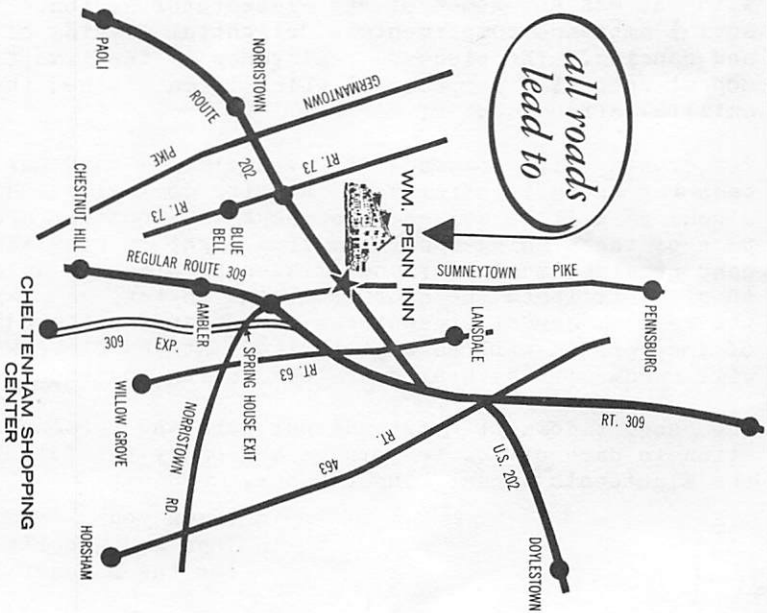 all roads
lead to
WM. PENN INN
PAOLI
NORRISTOWN
ROUTE
202
GERMANTOWN
PIKE
RT. 73
RT. 73
BLUE
BELL
CHESTNUT HILL
REGULAR ROUTE 309
AMBLER
SUMNEYTOWN PIKE
PENNSBURG
LANSDALE
309 EXP.
SPRING HOUSE EXIT
CHELTENHAM SHOPPING
CENTER
WILLOW GROVE
RT. 63
NORRISTOWN
RD.
RT.
463
HORSHAM
RT. 309
U.S. 202
DOYLESTOWN